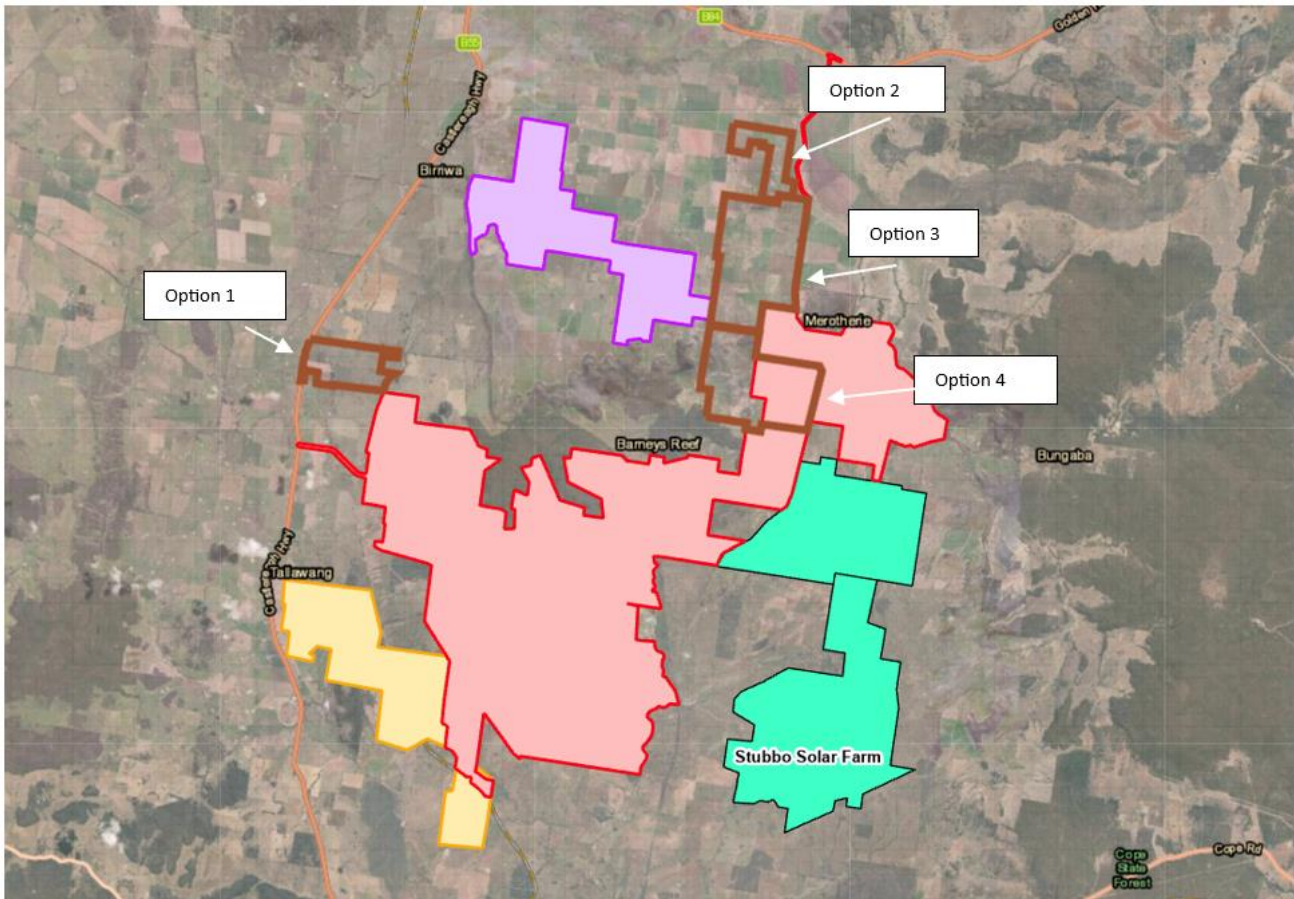 B84
Golden
B55
Option 2
Castlereagh Hwy
Birriwa
Option 3
Option 1
Merotherie
Option 4
Barneys Reef
Bungaba
Castlereagh Hwy
Tallawang
Stubbo Solar Farm
Cope Rd
Cope
State
Forest